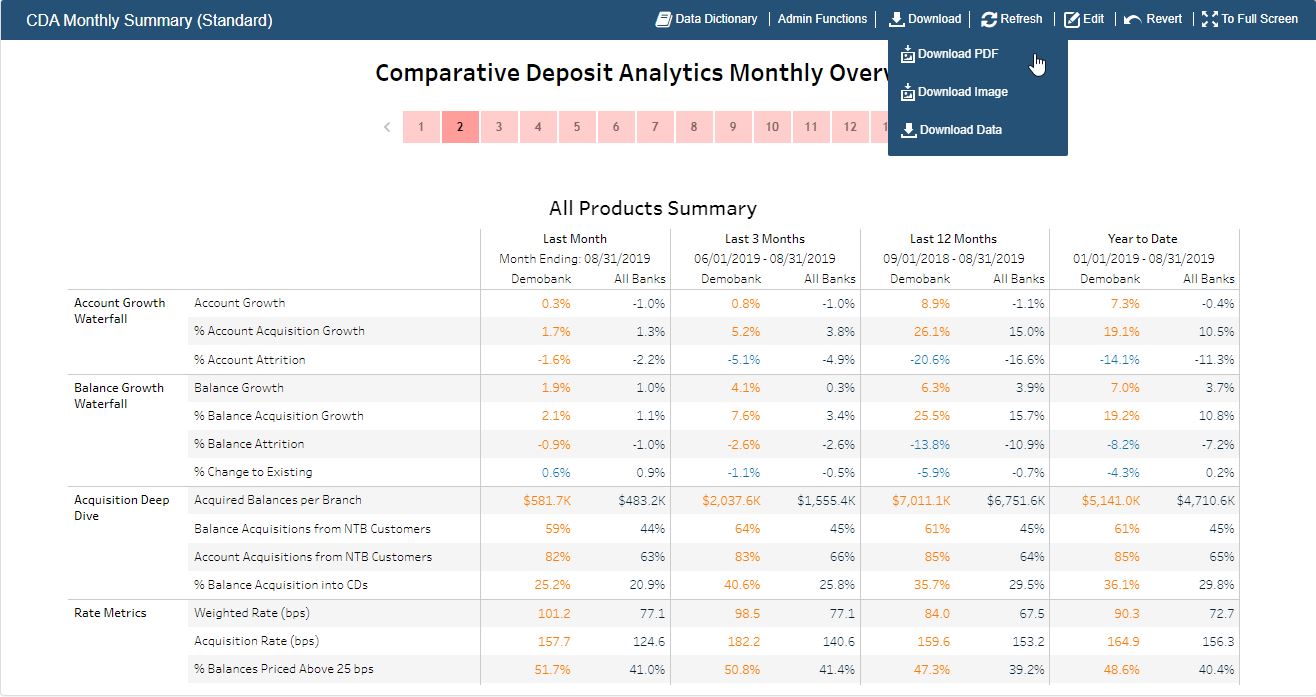 CDA Monthly Summary (Standard) Data Dictionary Admin Functions Download Refresh Edit Revert To Full Screen
Download PDF
Download Image
Download Data
Comparative Deposit Analytics Monthly
1 2 3 4 5 6 7 8 9 10 11 12
All Products Summary
Last Month Last 3 Months Last 12 Months Year to Date
Month Ending: 08/31/2019 06/01/2019 - 08/31/2019 09/01/2018 - 08/31/2019 01/01/2019 - 08/31/2019
Demobank All Banks Demobank All Banks Demobank All Banks Demobank All Banks
Account Growth Waterfall
Account Growth 0.3% -1.0% 0.8% -1.0% 8.9% -1.1% 7.3% -0.4%
% Account Acquisition Growth 1.7% 1.3% 5.2% 3.8% 26.1% 15.0% 19.1% 10.5%
% Account Attrition -1.6% -2.2% -5.1% -4.9% -20.6% -16.6% -14.1% -11.3%
Balance Growth Waterfall
Balance Growth 1.9% 1.0% 4.1% 0.3% 6.3% 3.9% 7.0% 3.7%
% Balance Acquisition Growth 2.1% 1.1% 7.6% 3.4% 25.5% 15.7% 19.2% 10.8%
% Balance Attrition -0.9% -1.0% -2.6% -2.6% -13.8% -10.9% -8.2% -7.2%
% Change to Existing 0.6% 0.9% -1.1% -0.5% -5.9% -0.7% -4.3% 0.2%
Acquisition Deep Dive
Acquired Balances per Branch $581.7K $483.2K $2,037.6K $1,555.4K $7,011.1K $6,751.6K $5,141.0K $4,710.6K
Balance Acquisitions from NTB Customers 59% 44% 64% 45% 61% 45% 61% 45%
Account Acquisitions from NTB Customers 82% 63% 83% 66% 85% 64% 85% 65%
% Balance Acquisition into CDs 25.2% 20.9% 40.6% 25.8% 35.7% 29.5% 36.1% 29.8%
Rate Metrics
Weighted Rate (bps) 101.2 77.1 98.5 77.1 84.0 67.5 90.3 72.7
Acquisition Rate (bps) 157.7 124.6 182.2 140.6 159.6 153.2 164.9 156.3
% Balances Priced Above 25 bps 51.7% 41.0% 50.8% 41.4% 47.3% 39.2% 48.6% 40.4%